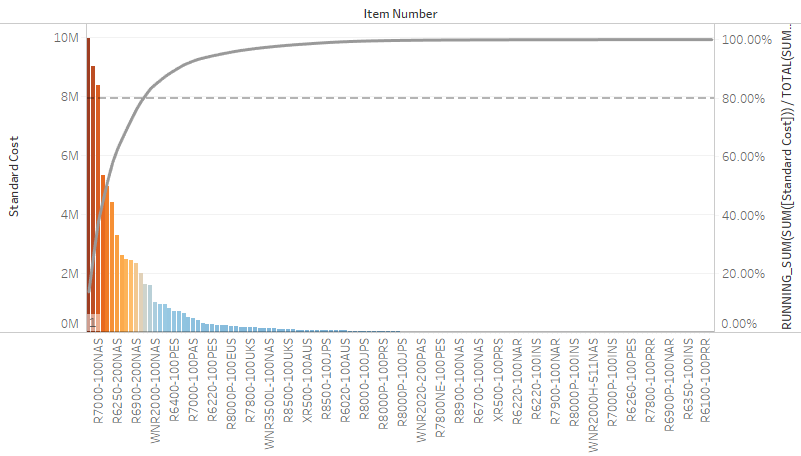 Item Number
10M
8M
6M
4M
2M
0M
Standard Cost
1
100.00%
80.00%
60.00%
40.00%
20.00%
0.00%
RUNNING_SUM(SUM([Standard Cost])) / TOTAL(SUM..
R7000-100NAS
R6250-200NAS
R6900-200NAS
WNR2000-100NAS
R6400-100PES
R7000-100PAS
R6220-100PES
R8000P-100EUS
R7800-100UKS
WNR3500L-100NAS
R8500-100UKS
XR500-100AUS
R8500-100JPS
R6020-100AUS
R8000-100JPS
R8000P-100PRS
R8000P-100JPS
WNR2020-200PAS
R7800NE-100PES
R8900-100NAS
R6700-100NAS
XR500-100PRS
R6220-100NAR
R6220-100INS
R7900-100NAR
R8000P-100INS
WNR2000H-511NAS
R7000P-100INS
R6260-100PES
R7800-100PRR
R6900P-100NAR
R6350-100INS
R6100-100PRR